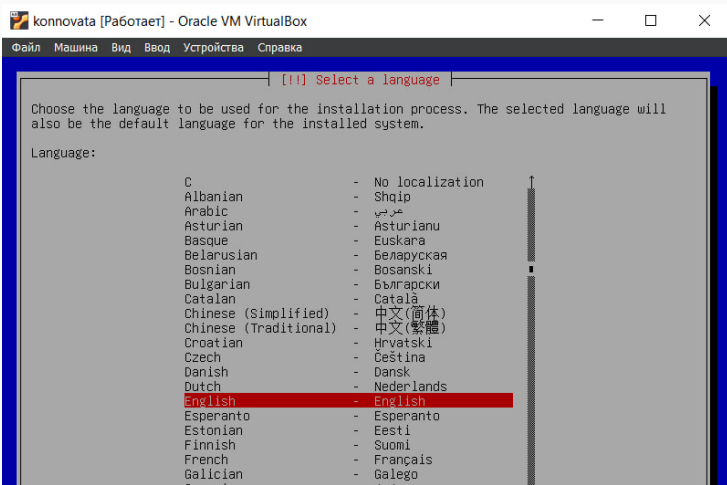 konnovata [Работает] - Oracle VM VirtualBox
Файл Машина Вид Ввод Устройства Справка
[!!] Select a language
Choose the language to be used for the installation process. The selected language will
also be the default language for the installed system.
Language:
C - No localization
Albanian - Shqip
Arabic - عربي
Asturian - Asturianu
Basque - Euskara
Belarusian - Беларуская
Bosnian - Bosanski
Bulgarian - Български
Catalan - Català
Chinese (Simplified) - 中文(简体)
Chinese (Traditional) - 中文(繁體)
Croatian - Hrvatski
Czech - Čeština
Danish - Dansk
Dutch - Nederlands
English - English
Esperanto - Esperanto
Estonian - Eesti
Finnish - Suomi
French - Français
Galician - Galego